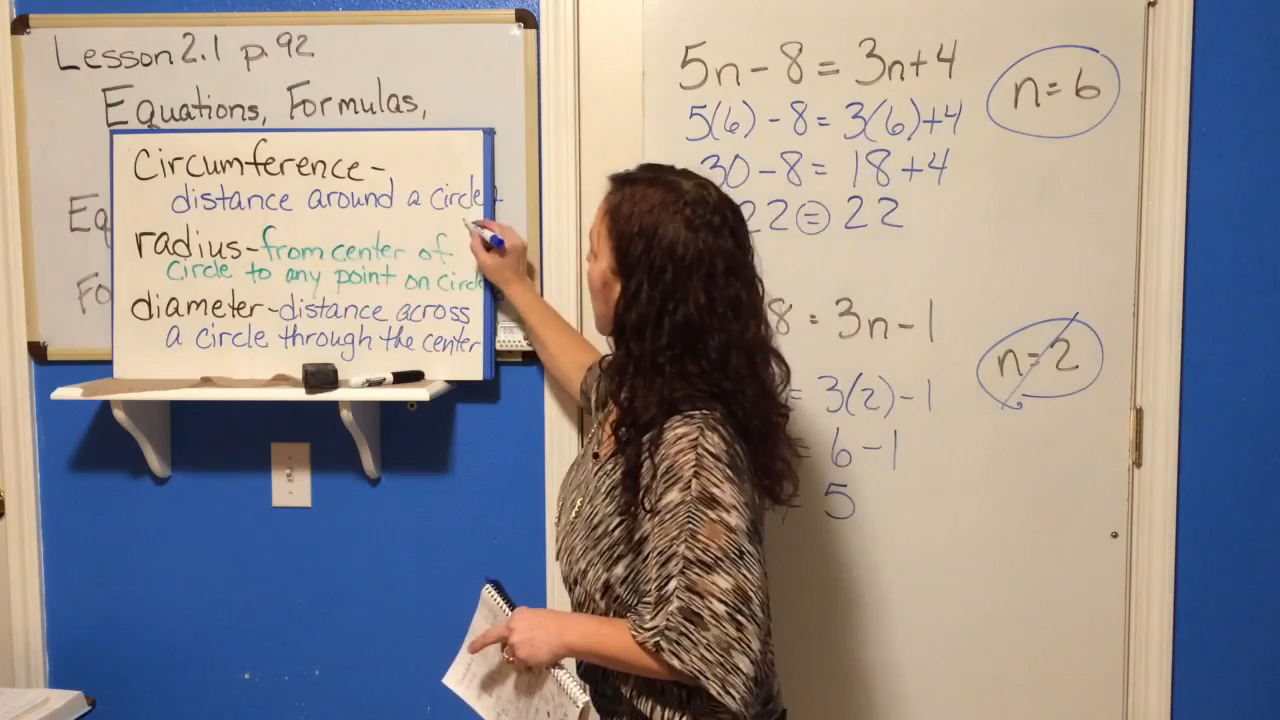 Lesson 2.1 p. 92
Equations, Formulas,
Circumference-
distance around a circle
radius-from center of
circle to any point on circle
diameter-distance across
a circle through the center
5n - 8 = 3n + 4
n = 6
5(6) - 8 = 3(6) + 4
30 - 8 = 18 + 4
22 = 22
8 = 3n - 1
n = 2
= 3(2) - 1
6 - 1
5